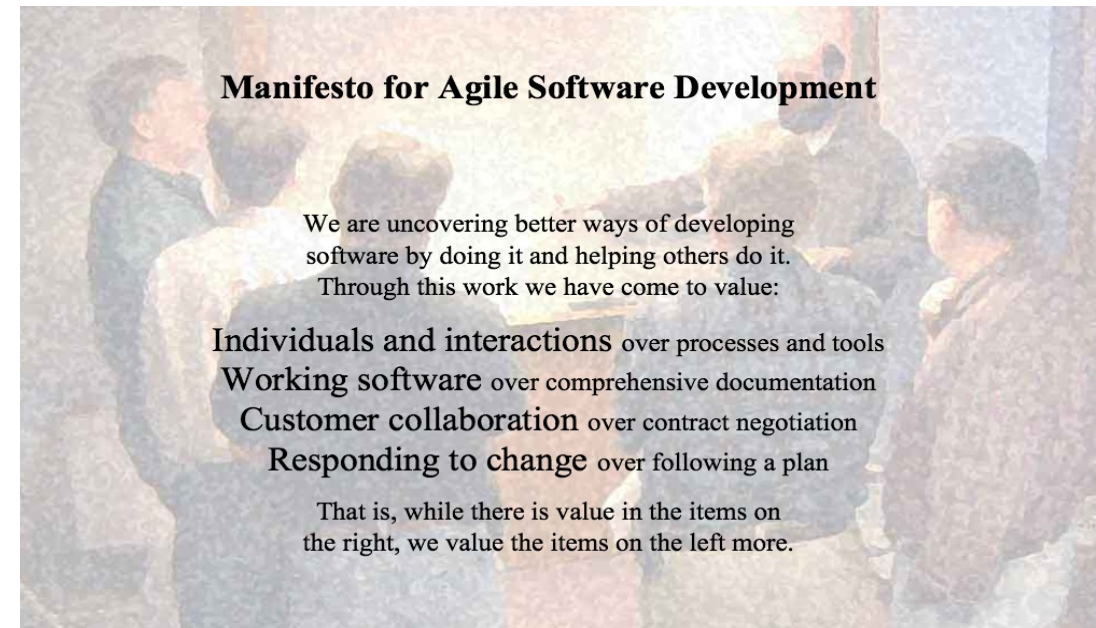 Manifesto for Agile Software Development
We are uncovering better ways of developing
software by doing it and helping others do it.
Through this work we have come to value:
Individuals and interactions over processes and tools
Working software over comprehensive documentation
Customer collaboration over contract negotiation
Responding to change over following a plan
That is, while there is value in the items on
the right, we value the items on the left more.